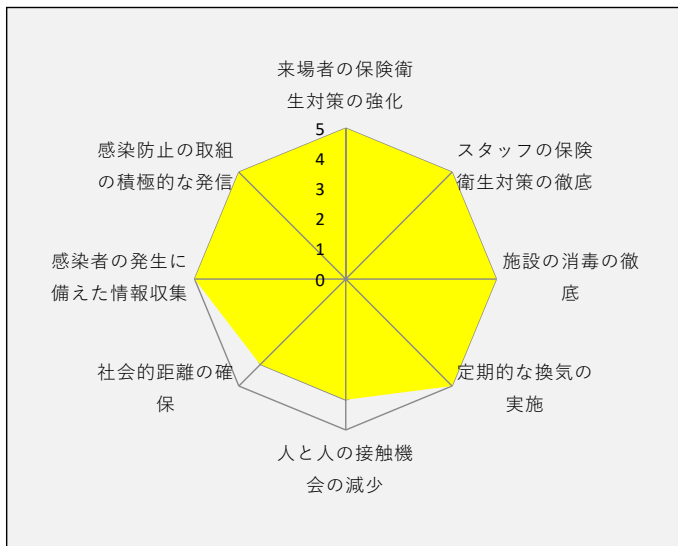 来場者の保険衛
生対策の強化
スタッフの保険
衛生対策の徹底
施設の消毒の徹
底
定期的な換気の
実施
人と人の接触機
会の減少
社会的距離の確
保
感染者の発生に
備えた情報収集
感染防止の取組
の積極的な発信
5
4
3
2
1
0